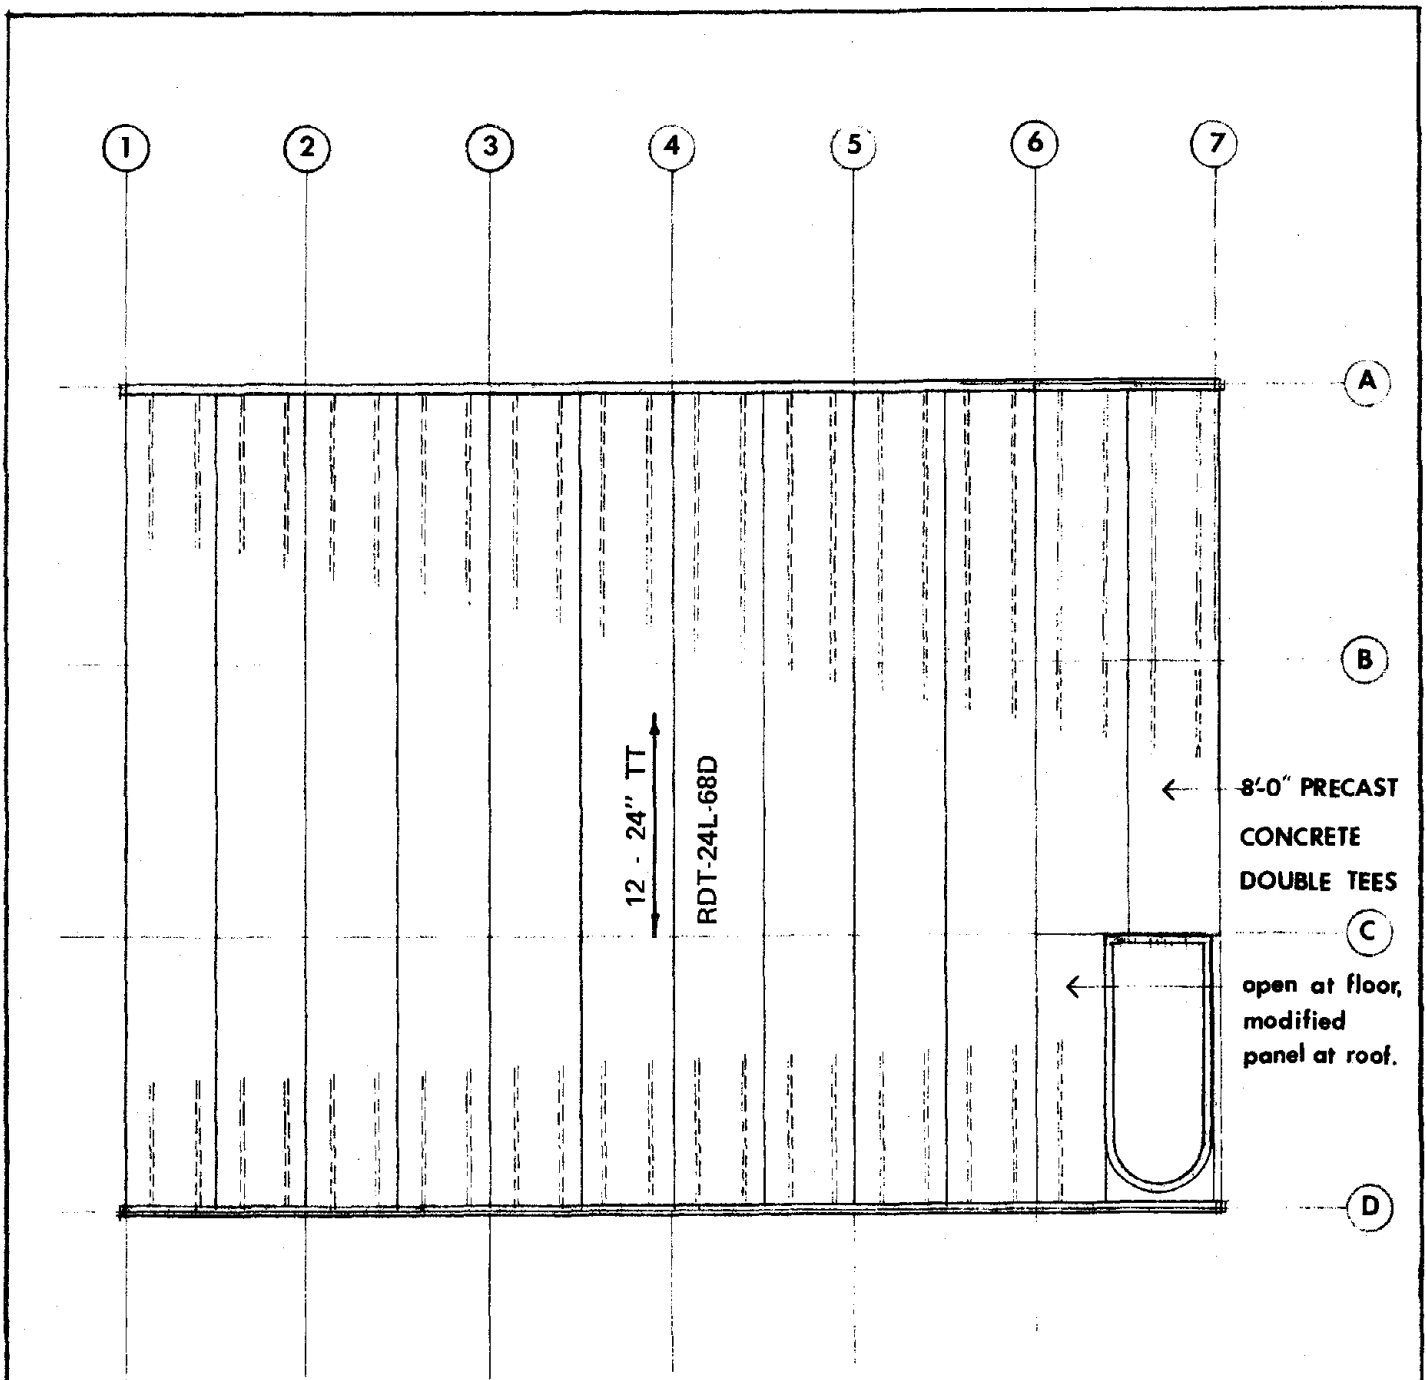 1 2 3 4 5 6 7
A
B
12 - 24" TT
RDT-24L-68D
8'-0" PRECAST
CONCRETE
DOUBLE TEES
C
open at floor,
modified
panel at roof.
D